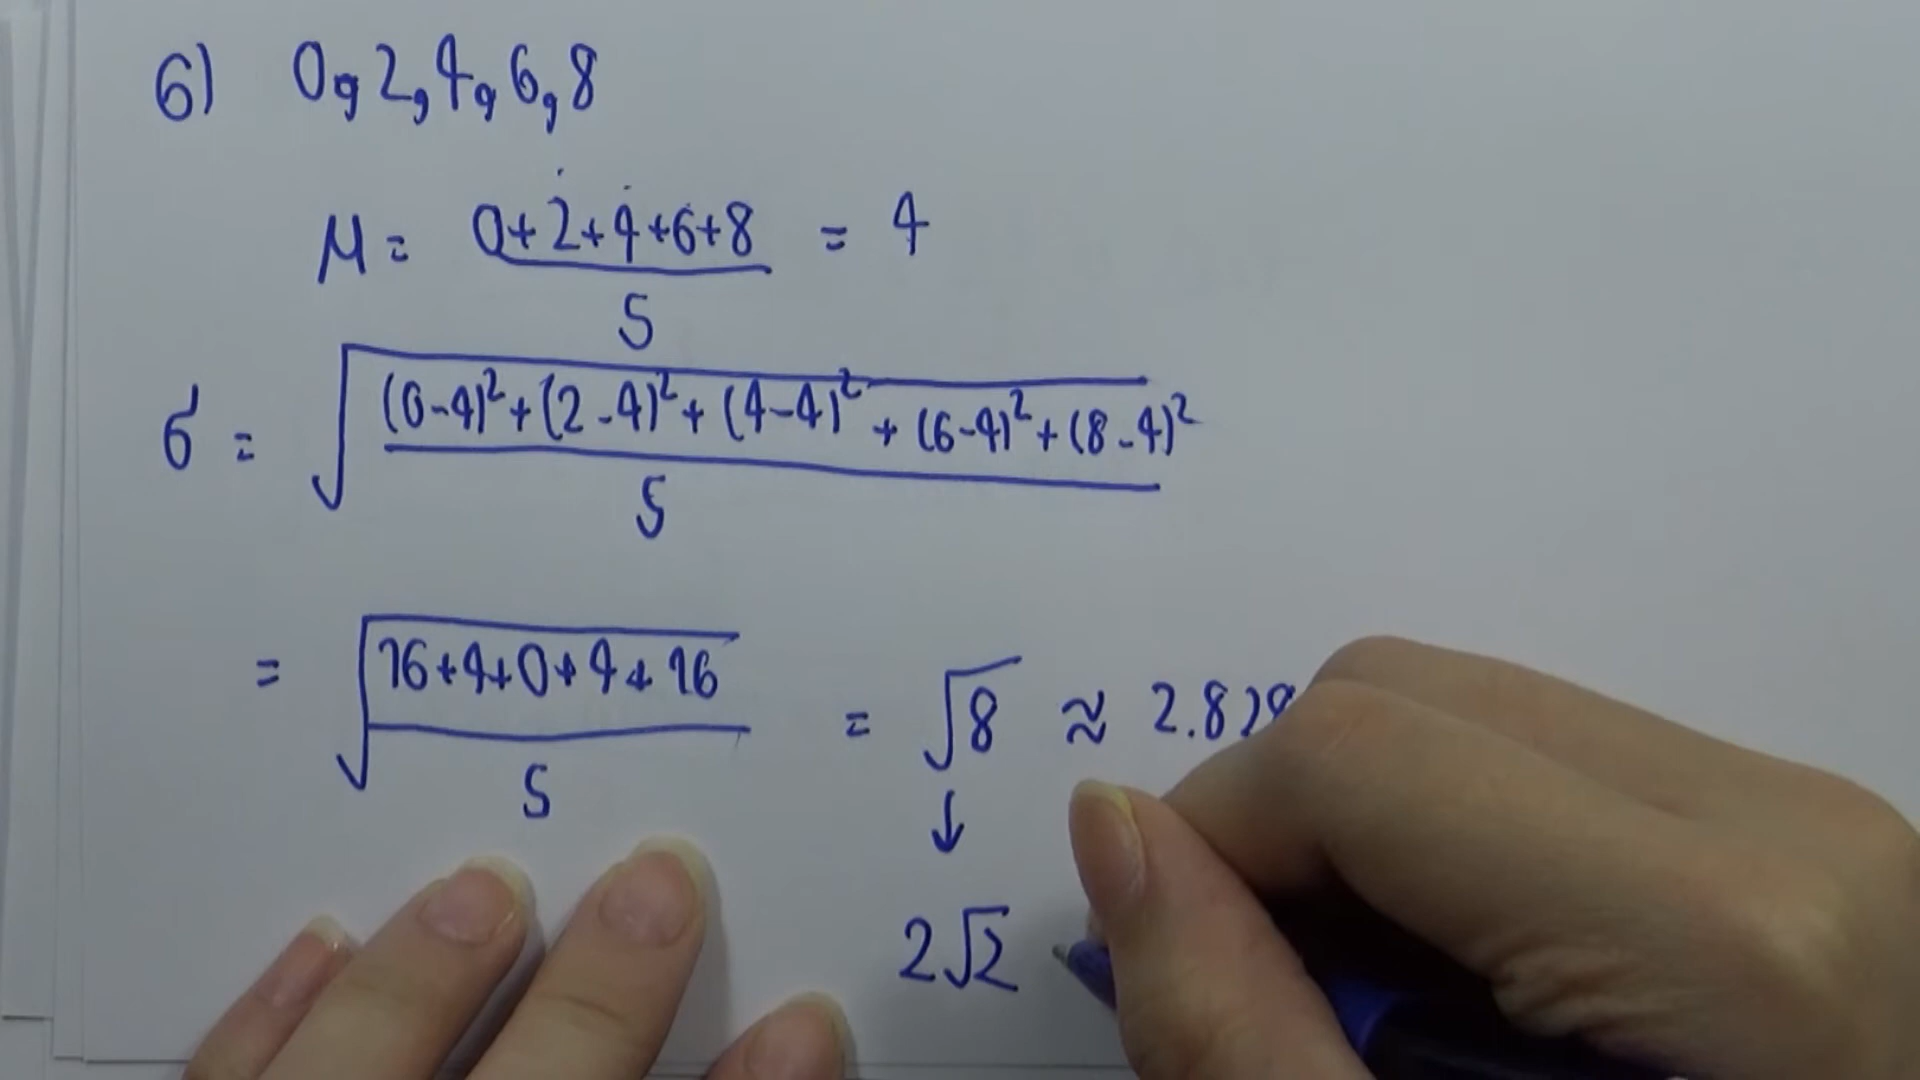 6) 0, 2, 4, 6, 8
μ = 0+2+4+6+8 = 4
5
σ = √ (0-4)² + (2-4)² + (4-4)² + (6-4)² + (8-4)²
5
= √ 16+4+0+4+16 = √8 ≈ 2.828
5
↓
2√2